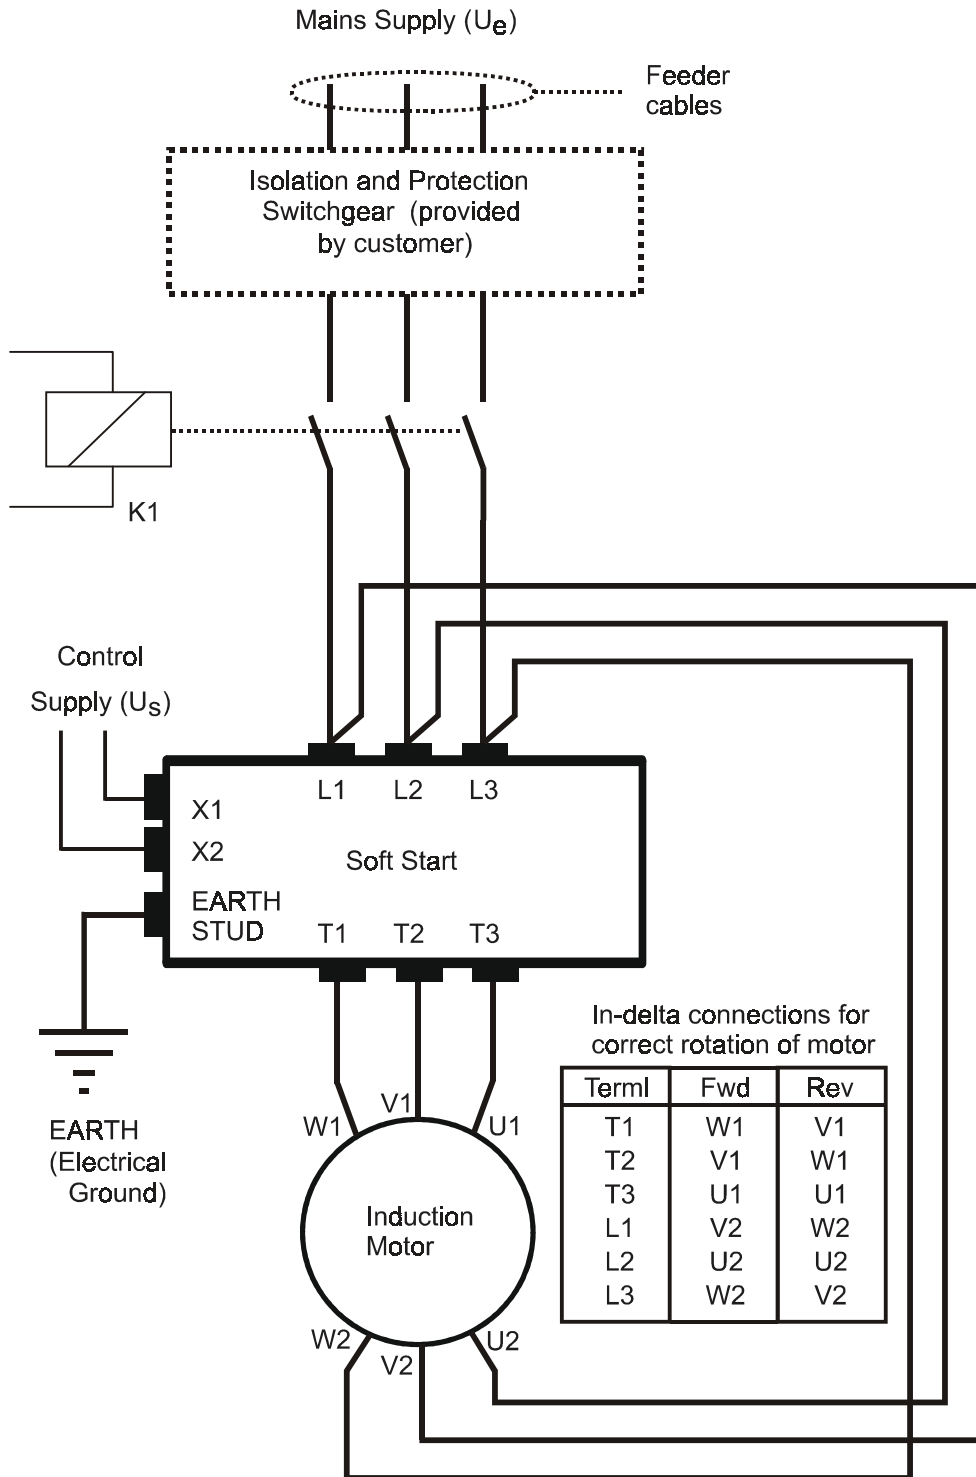 Mains Supply (Ue)
Feeder
cables
Isolation and Protection
Switchgear (provided
by customer)
K1
Control
Supply (Us)
L1 L2 L3
X1
X2
Soft Start
EARTH
STUD
T1 T2 T3
In-delta connections for
correct rotation of motor
Terml Fwd Rev
T1 W1 V1
T2 V1 W1
T3 U1 U1
L1 V2 W2
L2 U2 U2
L3 W2 V2
EARTH
(Electrical
Ground)
W1 V1 U1
Induction
Motor
W2 V2 U2